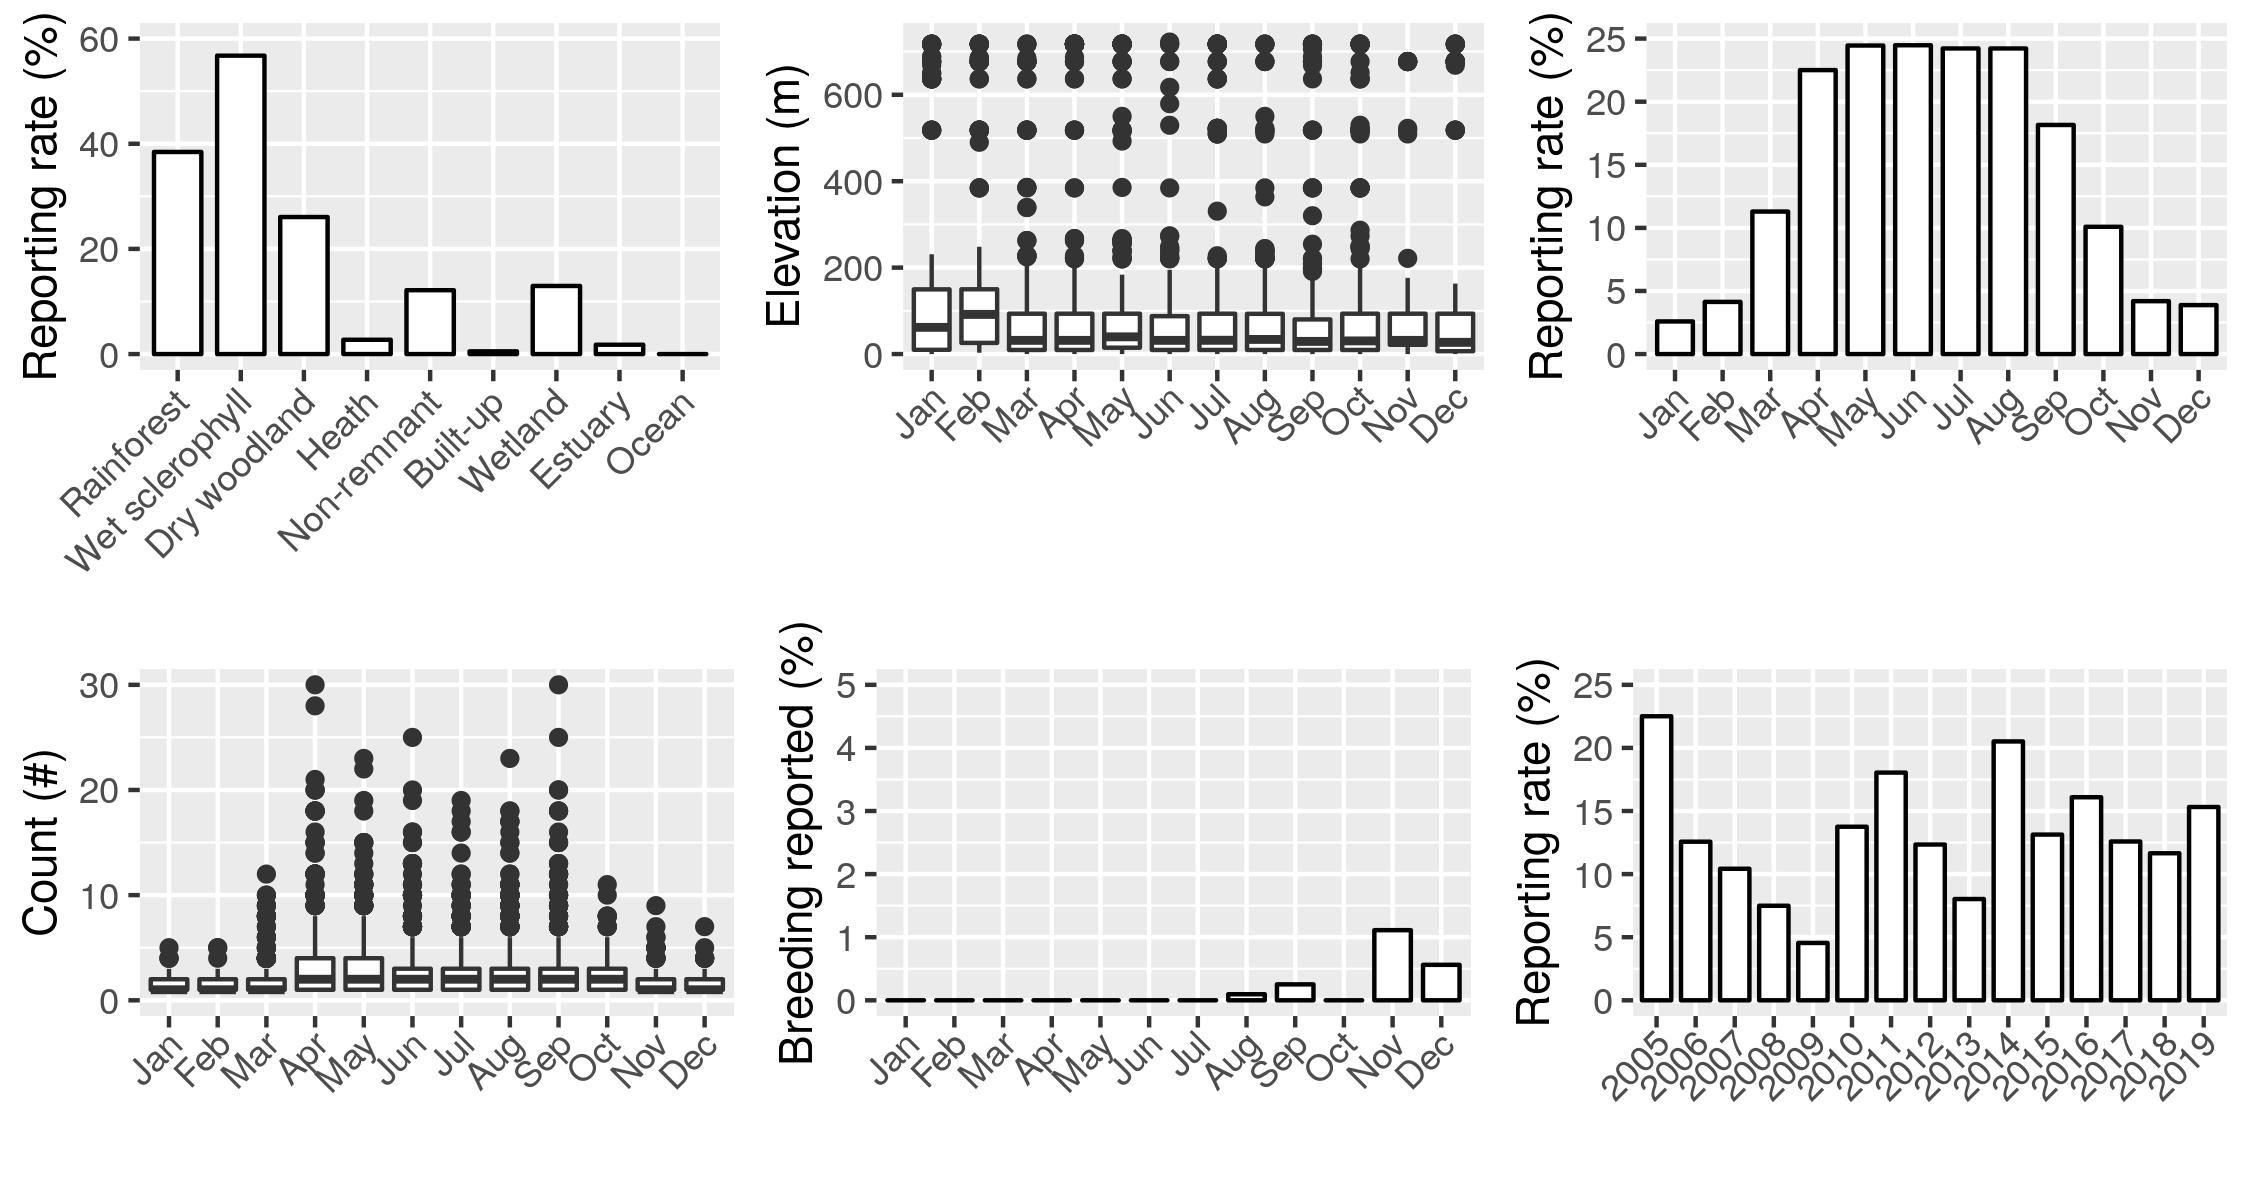 Reporting rate (%)
60
40
20
0
Rainforest
Wet sclerophyll
Dry woodland
Heath
Non-remnant
Built-up
Wetland
Estuary
Ocean
Elevation (m)
600
400
200
0
Jan
Feb
Mar
Apr
May
Jun
Jul
Aug
Sep
Oct
Nov
Dec
Reporting rate (%)
25
20
15
10
5
0
Jan
Feb
Mar
Apr
May
Jun
Jul
Aug
Sep
Oct
Nov
Dec
Count (#)
30
20
10
0
Jan
Feb
Mar
Apr
May
Jun
Jul
Aug
Sep
Oct
Nov
Dec
Breeding reported (%)
5
4
3
2
1
0
Jan
Feb
Mar
Apr
May
Jun
Jul
Aug
Sep
Oct
Nov
Dec
Reporting rate (%)
25
20
15
10
5
0
2005
2006
2007
2008
2009
2010
2011
2012
2013
2014
2015
2016
2017
2018
2019